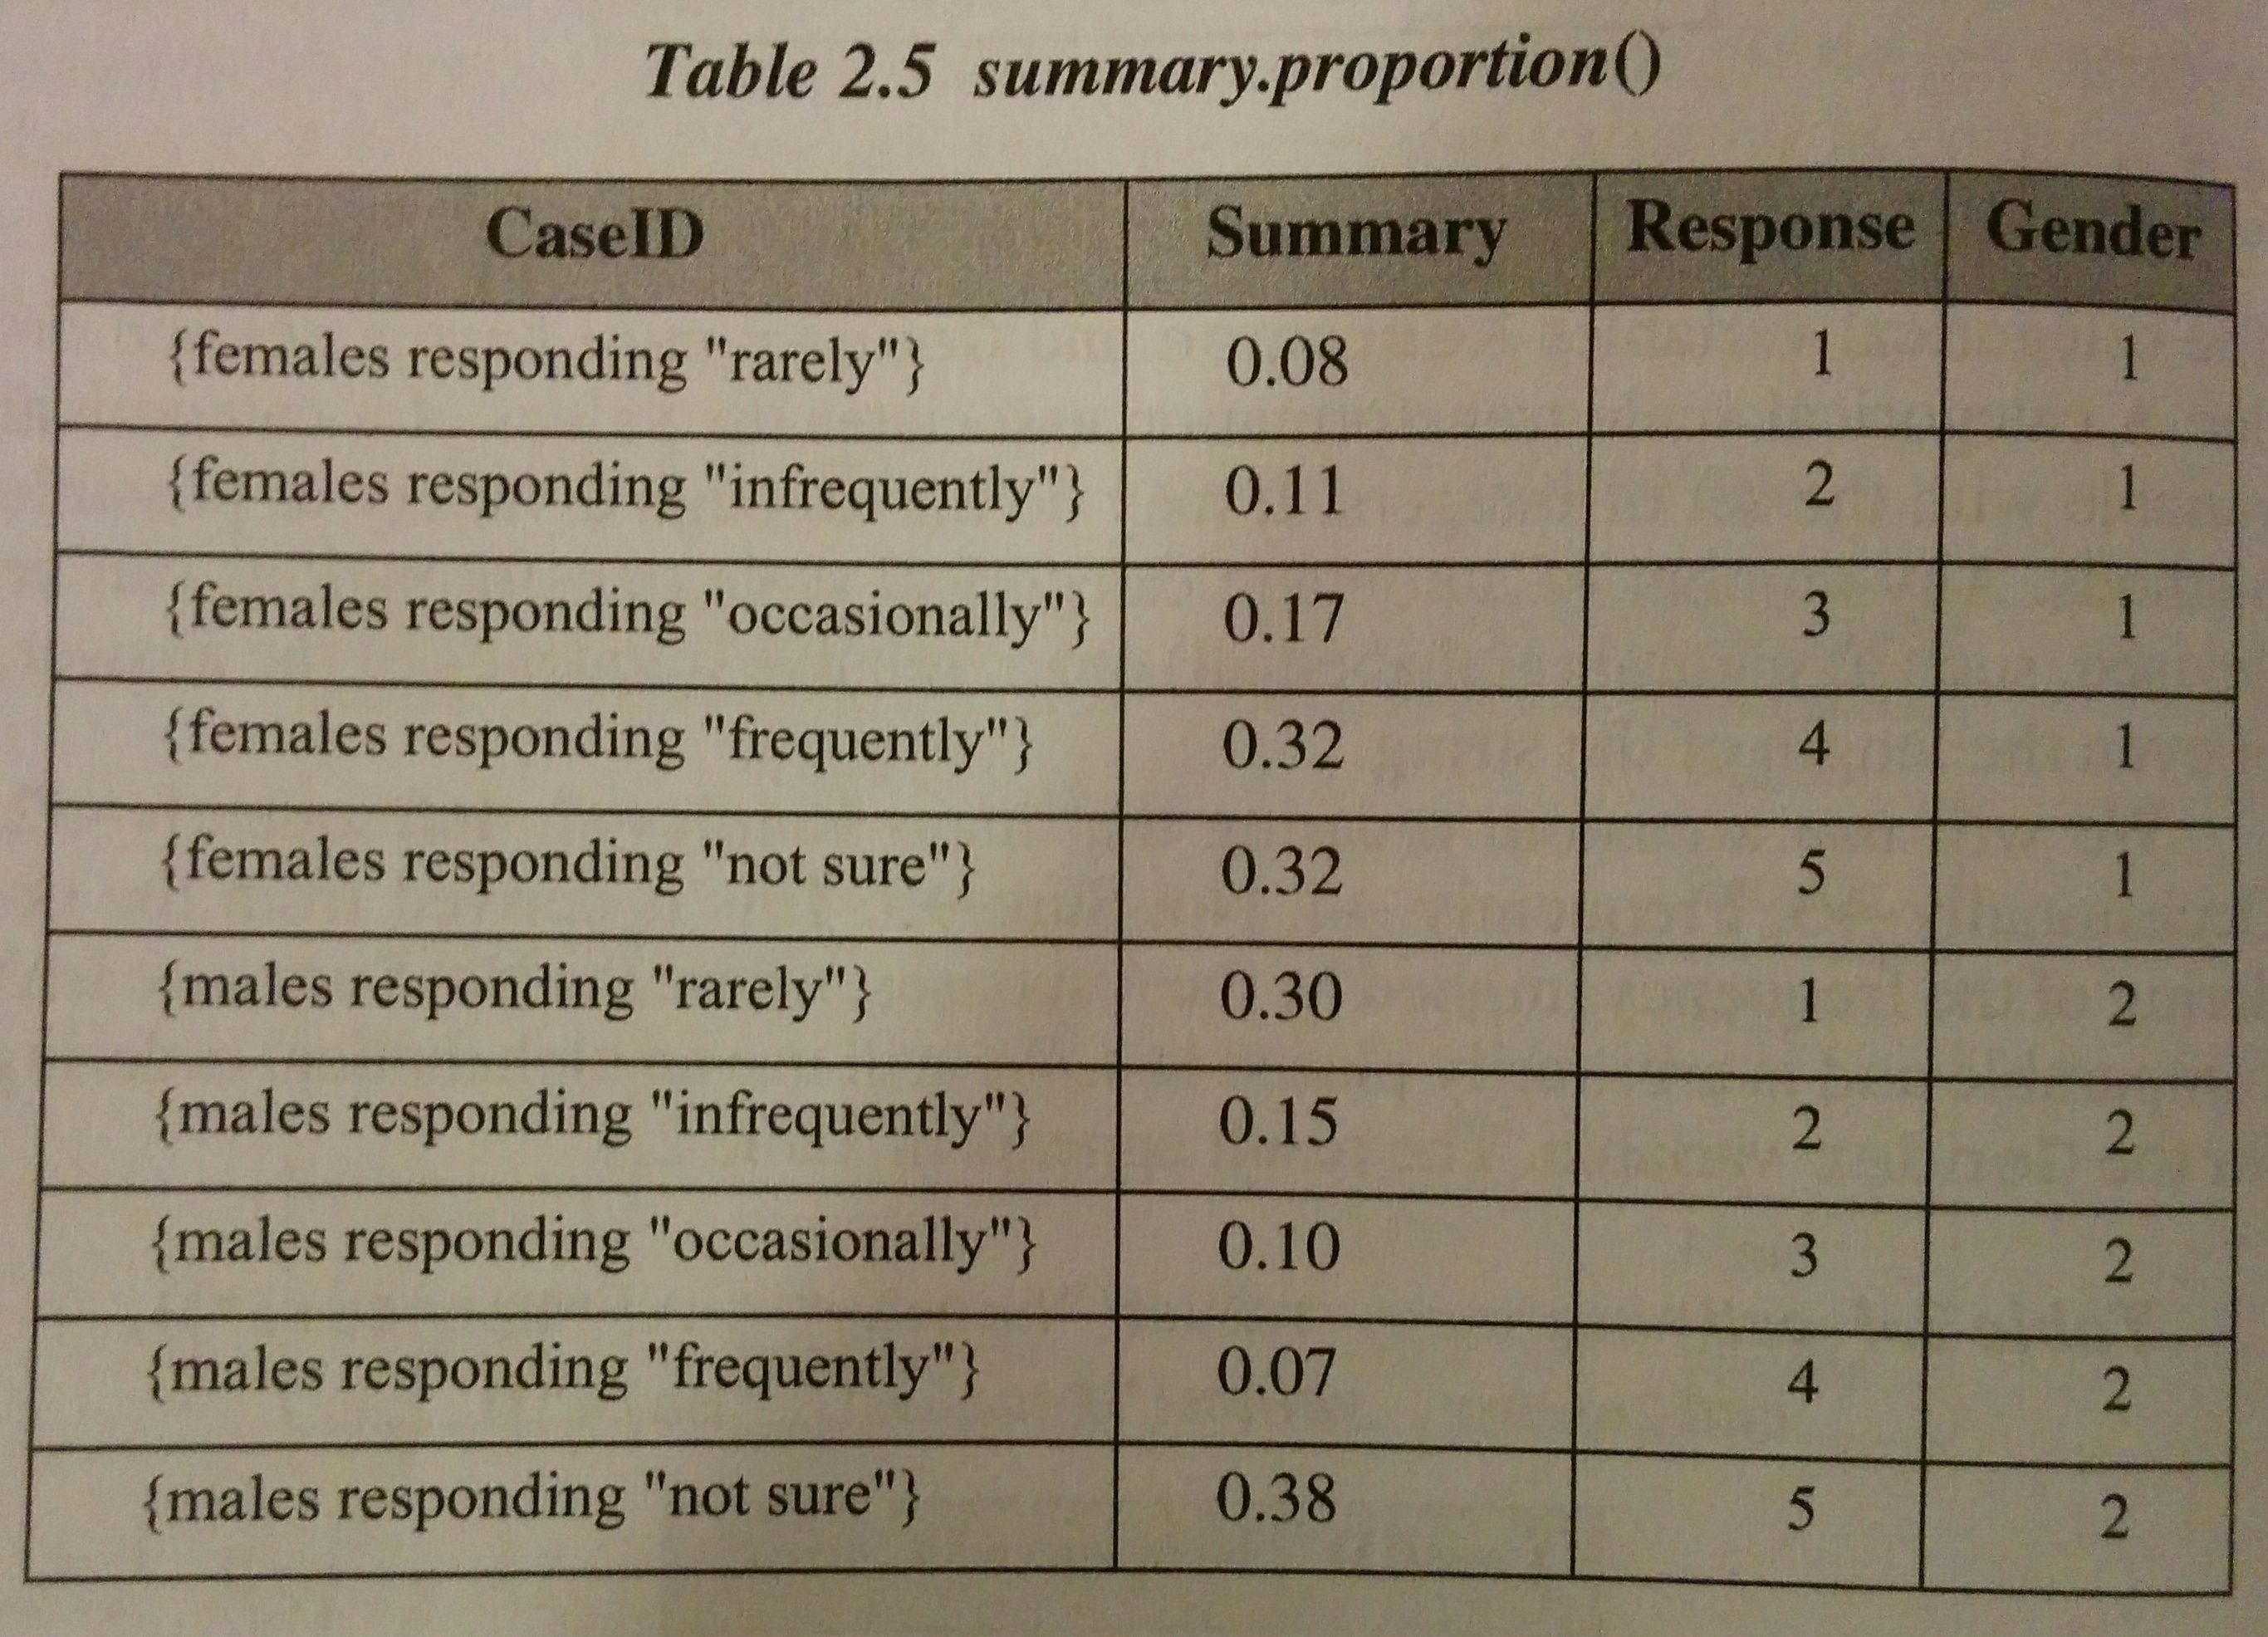 Table 2.5 summary.proportion()
CaseID Summary Response Gender
{females responding "rarely"} 0.08 1 1
{females responding "infrequently"} 0.11 2 1
{females responding "occasionally"} 0.17 3 1
{females responding "frequently"} 0.32 4 1
{females responding "not sure"} 0.32 5 1
{males responding "rarely"} 0.30 1 2
{males responding "infrequently"} 0.15 2 2
{males responding "occasionally"} 0.10 3 2
{males responding "frequently"} 0.07 4 2
{males responding "not sure"} 0.38 5 2